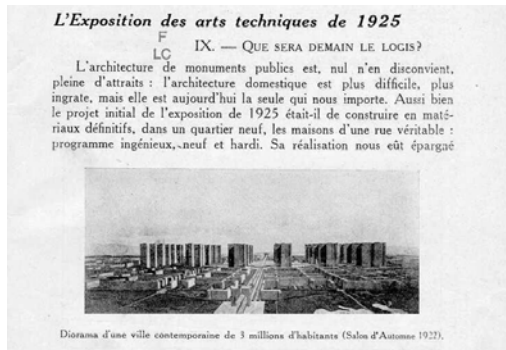 L'Exposition des arts techniques de 1925
F
LC
IX. — QUE SERA DEMAIN LE LOGIS?
L'architecture de monuments publics est, nul n'en disconvient,
pleine d'attraits : l'architecture domestique est plus difficile, plus
ingrate, mais elle est aujourd'hui la seule qui nous importe. Aussi bien
le projet initial de l'exposition de 1925 était-il de construire en maté-
riaux définitifs, dans un quartier neuf, les maisons d'une rue véritable :
programme ingénieux, neuf et hardi. Sa réalisation nous eût épargné
Diorama d'une ville contemporaine de 3 millions d'habitants (Salon d'Automne 1922).